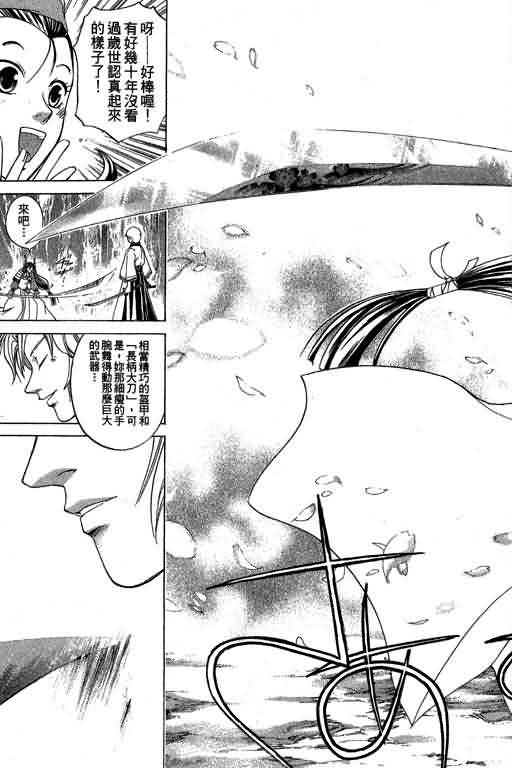 呀──好棒喔！
有好幾十年沒看
過歲世認真起來
的樣子了！
來吧…
相當精巧的盔甲和
「長柄大刀」，可
是，妳那細瘦的手
腕舞得動那麼巨大
的武器…